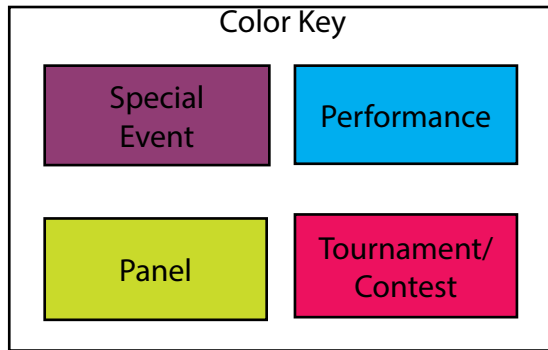 Color Key
Special
Event
Performance
Panel
Tournament/
Contest